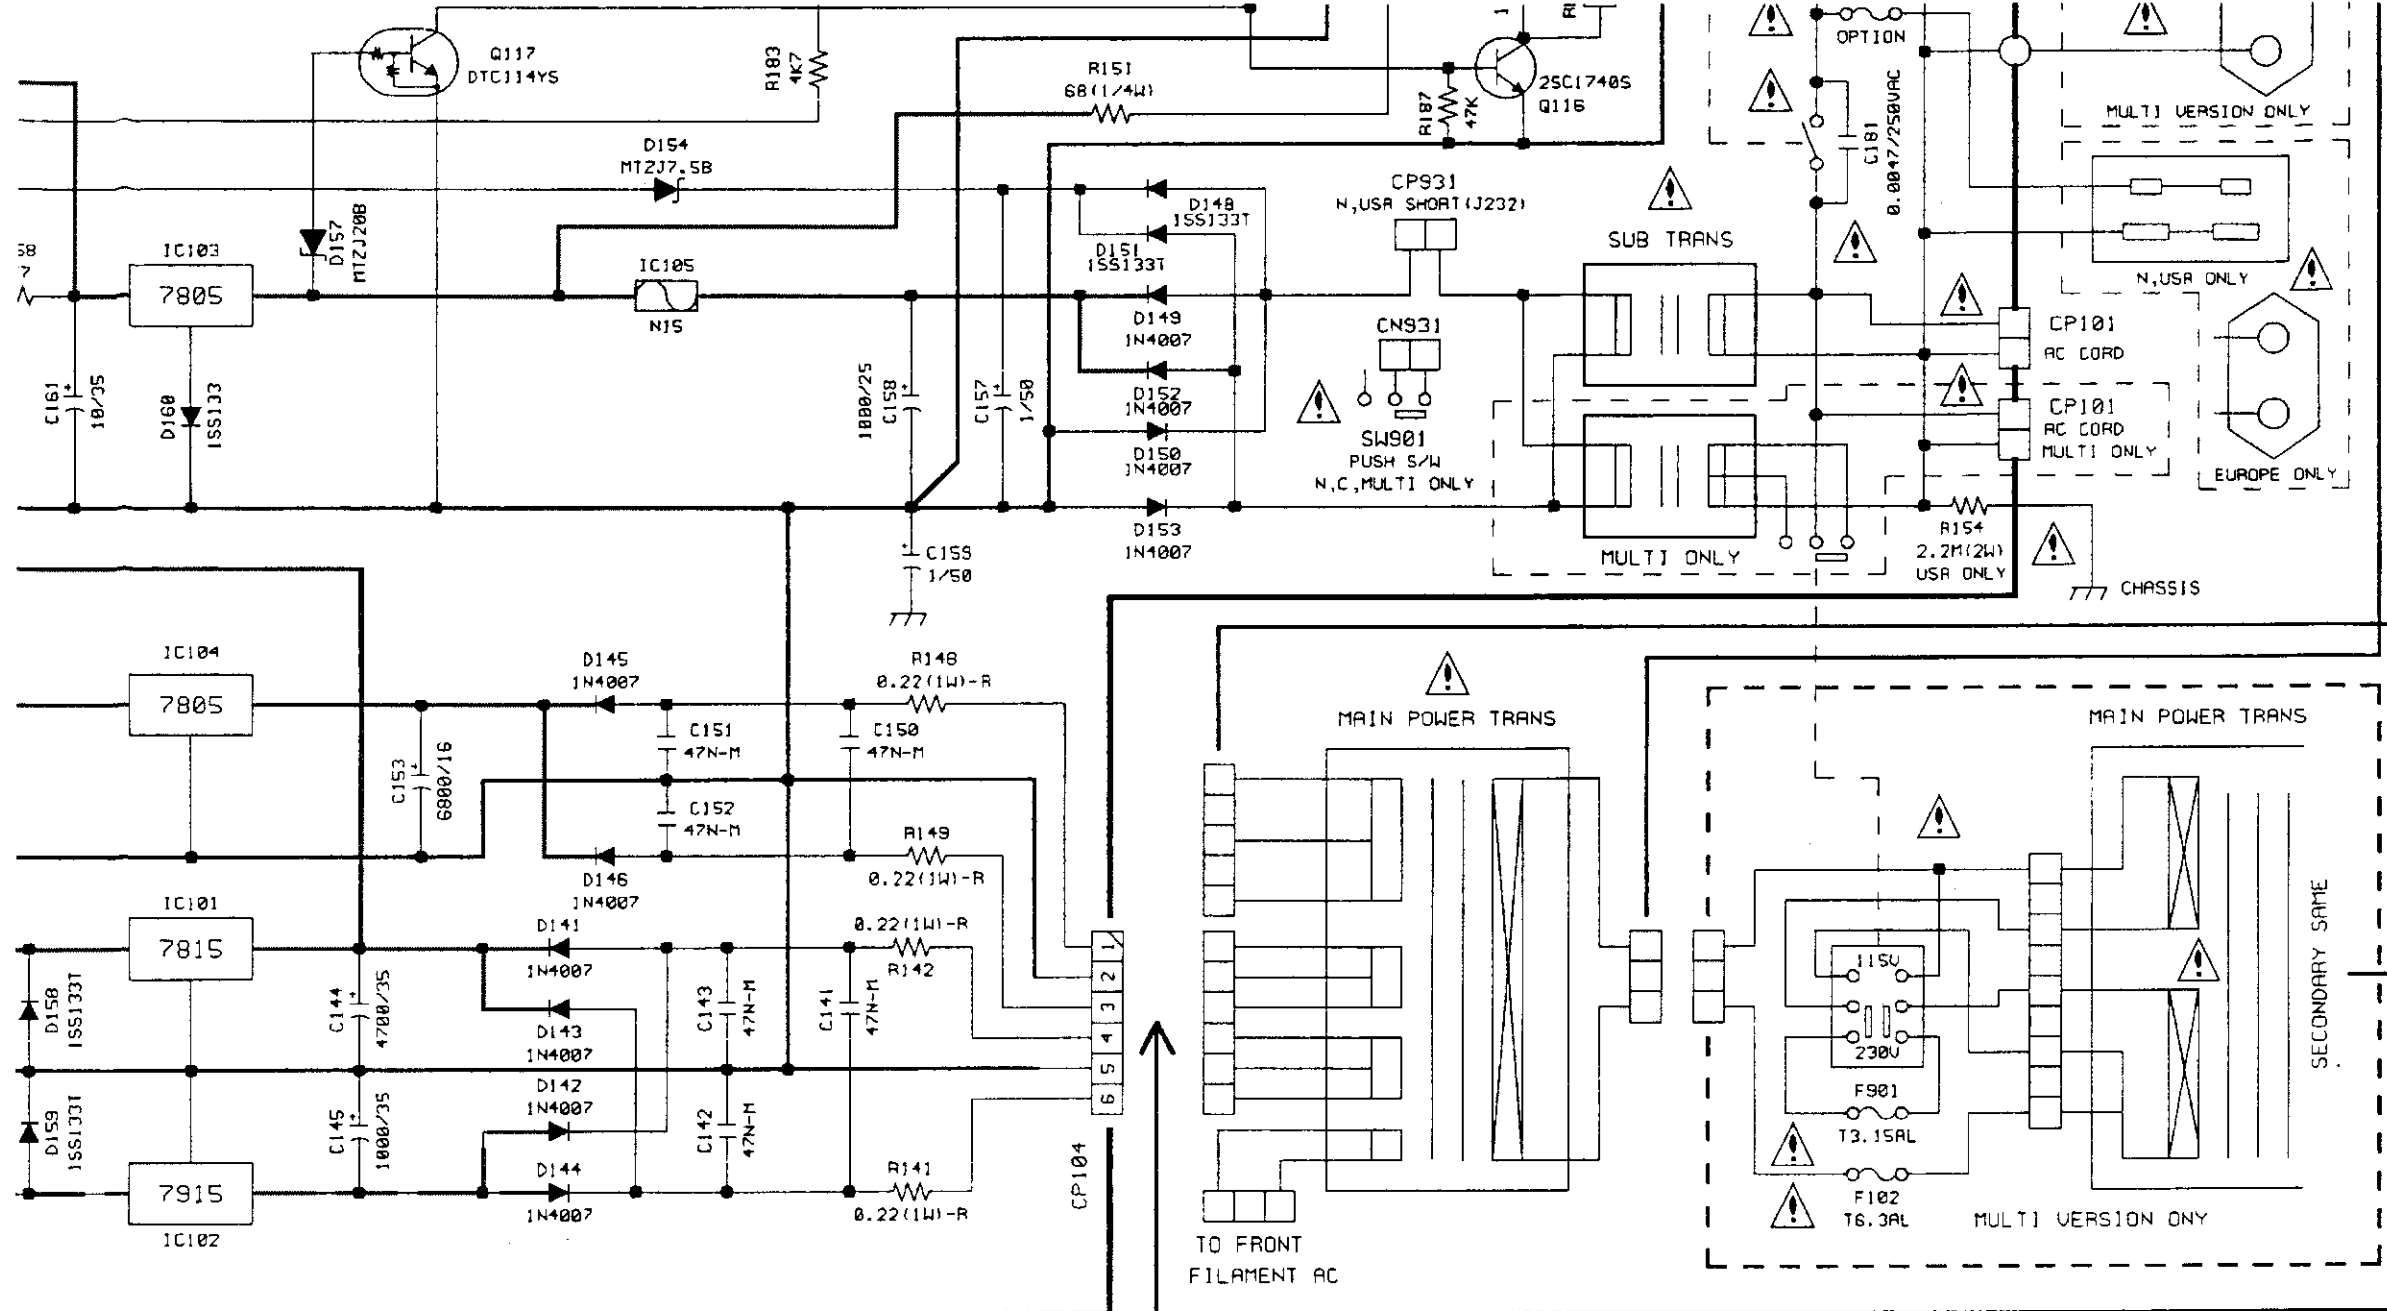 Q117
DTC114YS
R183
4K7
R151
68(1/4W)
R187
47K
2SC1740S
Q116
OPTION
C181
0.0047/250VAC
MULTI VERSION ONLY
D154
MTZJ7.5B
D157
MTZJ20B
D148
1SS133T
D151
1SS133T
CP931
N,USA SHORT(J232)
SUB TRANS
N,USA ONLY
58
7
IC103
7805
IC105
N15
D149
1N4007
CN931
CP101
AC CORD
C161
10/35
D160
1SS133
1000/25
C158
C157
1/50
D152
1N4007
D150
1N4007
SW901
PUSH S/W
N,C,MULTI ONLY
CP101
AC CORD
MULTI ONLY
EUROPE ONLY
D153
1N4007
MULTI ONLY
R154
2.2M(2W)
USA ONLY
CHASSIS
C159
1/50
IC104
7805
D145
1N4007
R148
0.22(1W)-R
C151
47N-M
C150
47N-M
C153
6800/16
C152
47N-M
R149
0.22(1W)-R
D146
1N4007
MAIN POWER TRANS
MAIN POWER TRANS
IC101
7815
D141
1N4007
0.22(1W)-R
R142
D158
1SS133T
C144
4700/35
D143
1N4007
C143
47N-M
C141
47N-M
1
2
3
4
5
6
D142
1N4007
D159
1SS133T
C145
1000/35
C142
47N-M
D144
1N4007
R141
0.22(1W)-R
7915
IC102
CP104
TO FRONT
FILAMENT AC
115V
230V
F901
T3.15AL
F102
T6.3AL
MULTI VERSION ONY
SECONDARY SAME